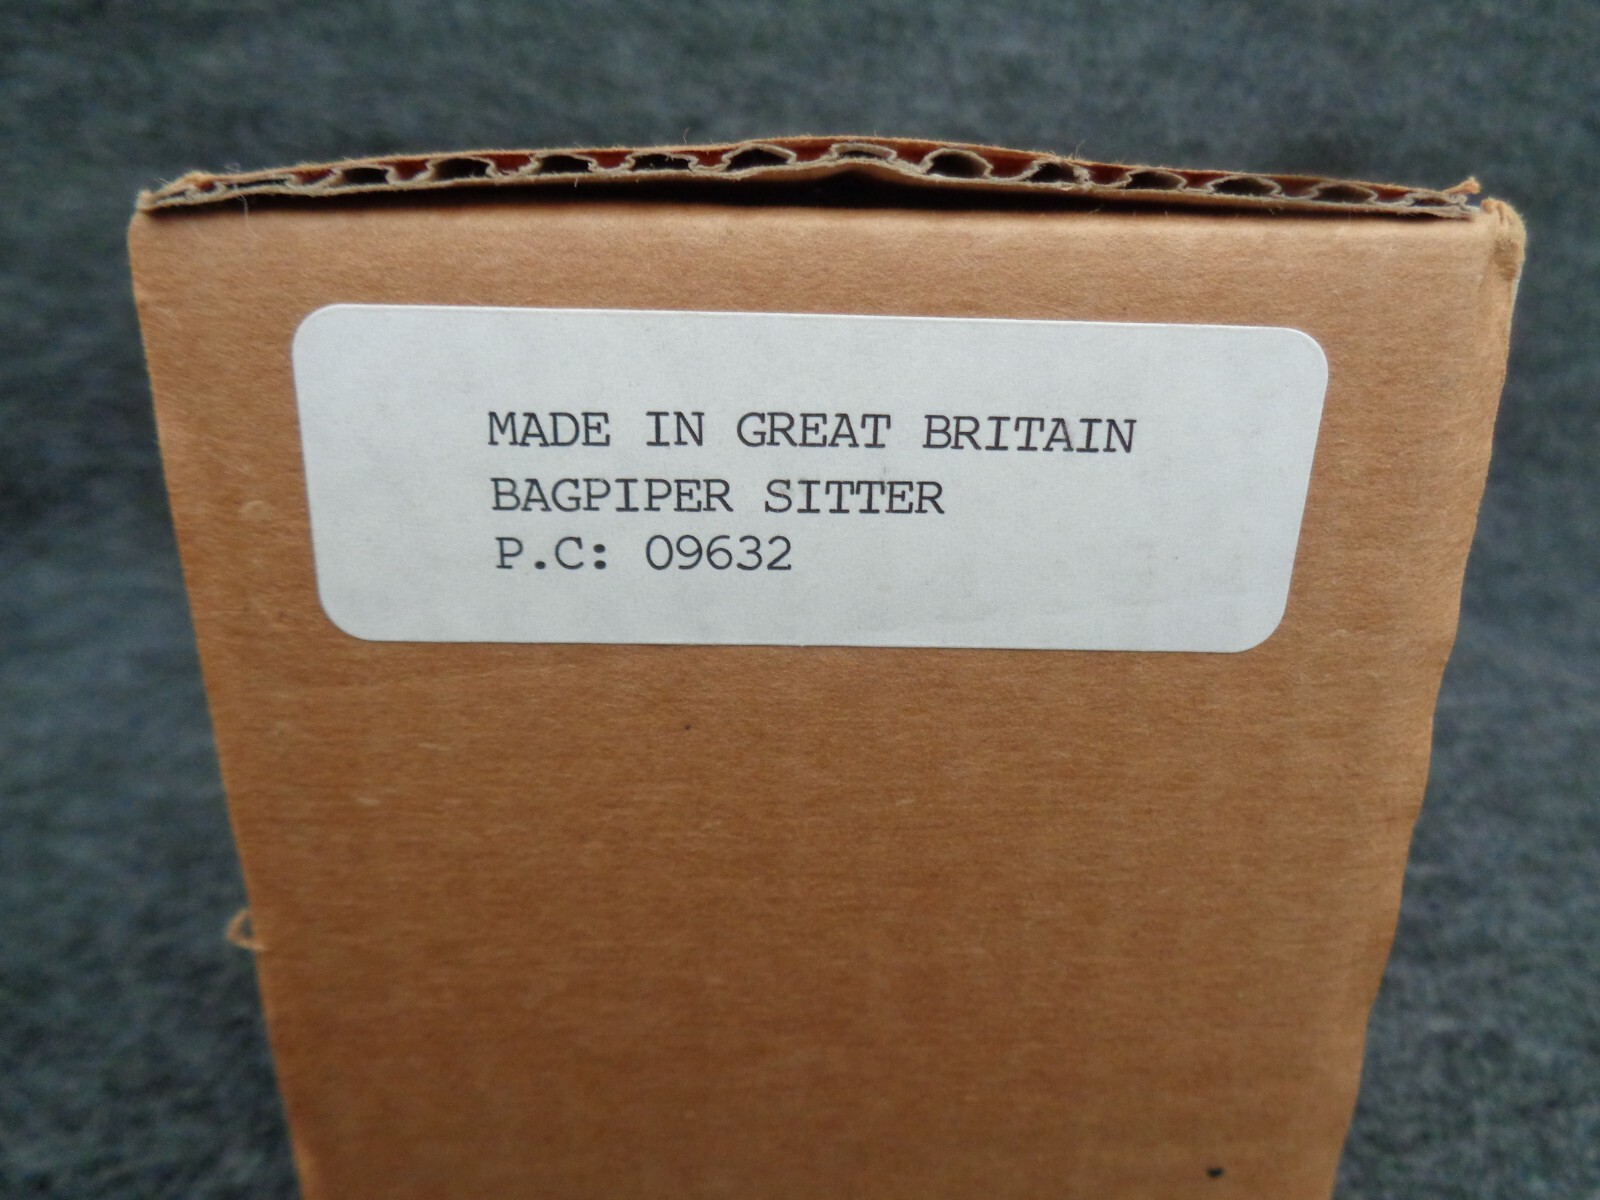 MADE IN GREAT BRITAIN
BAGPIPER SITTER
P.C: 09632